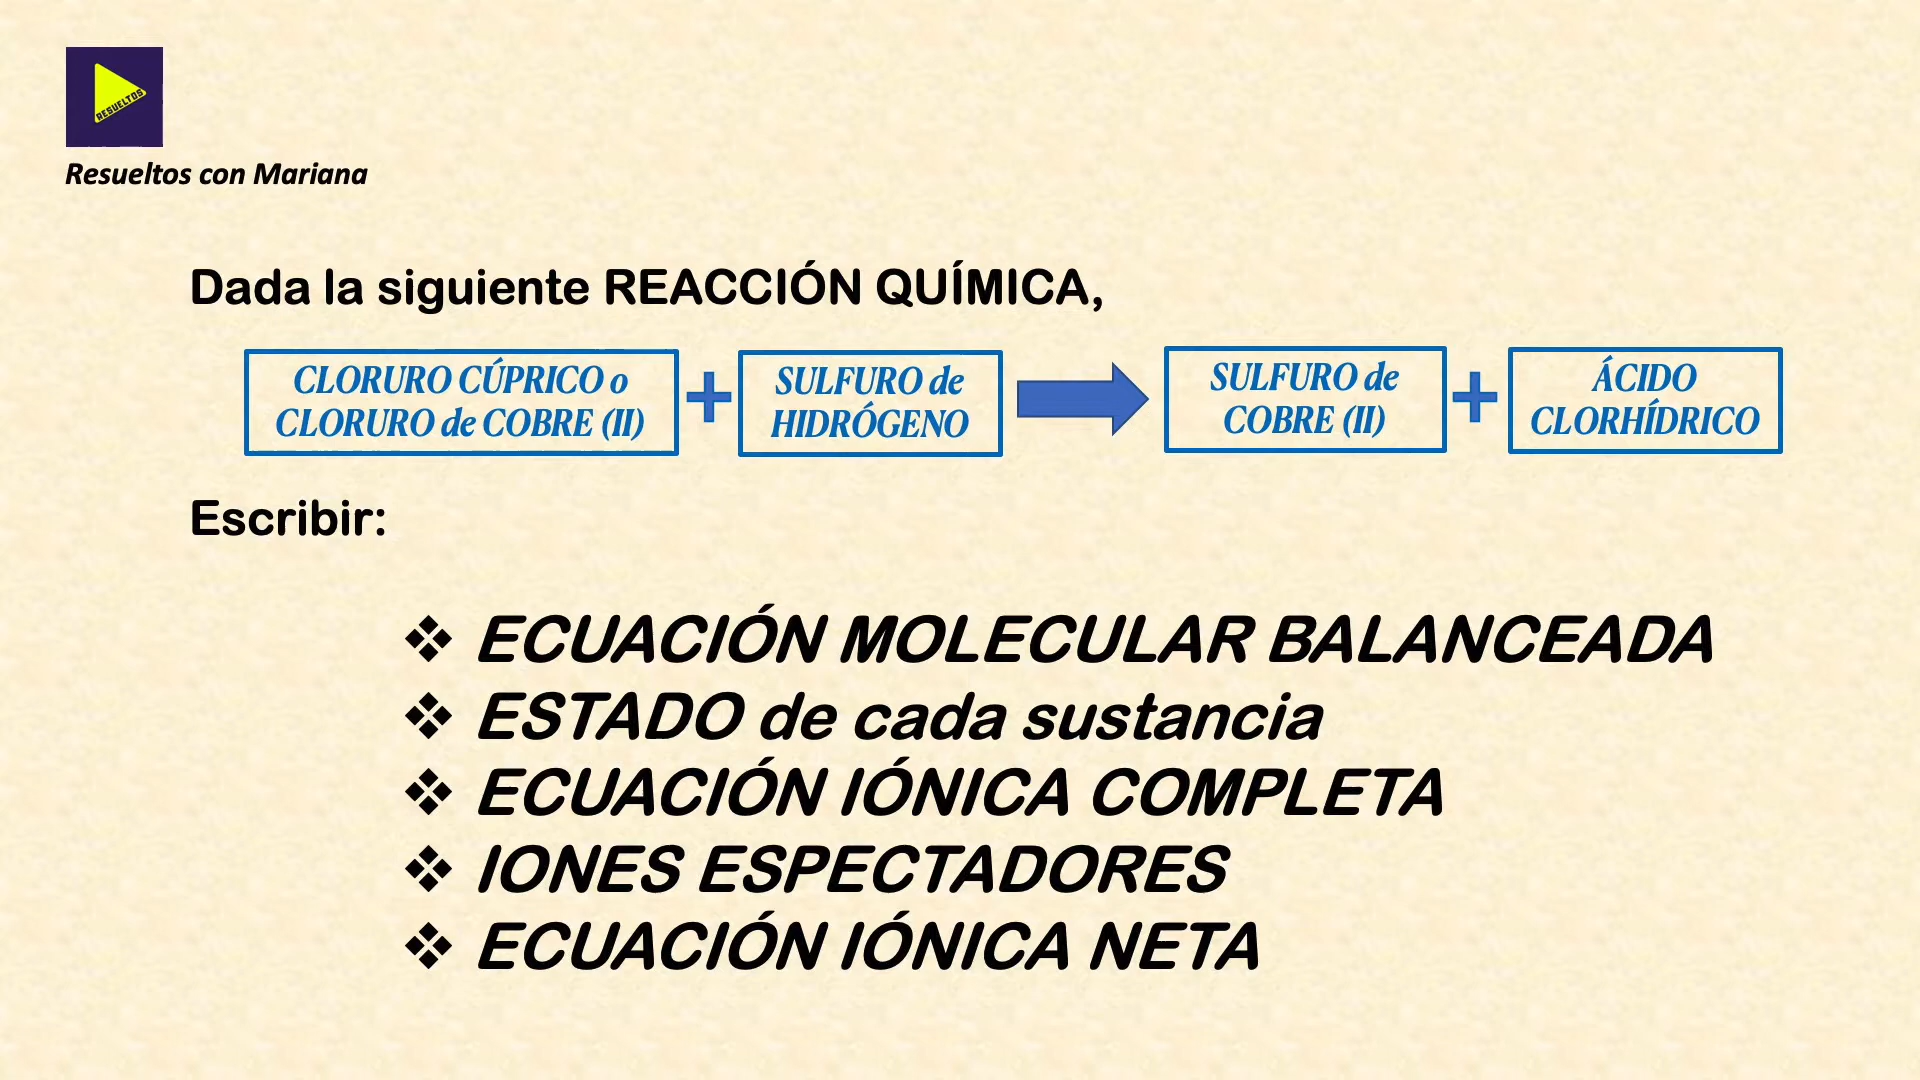 RESUELTOS
Resueltos con Mariana
Dada la siguiente REACCIÓN QUÍMICA,
CLORURO CÚPRICO o
CLORURO de COBRE (II)
+
SULFURO de
HIDRÓGENO
SULFURO de
COBRE (II)
+
ÁCIDO
CLORHÍDRICO
Escribir:
❖ ECUACIÓN MOLECULAR BALANCEADA
❖ ESTADO de cada sustancia
❖ ECUACIÓN IÓNICA COMPLETA
❖ IONES ESPECTADORES
❖ ECUACIÓN IÓNICA NETA